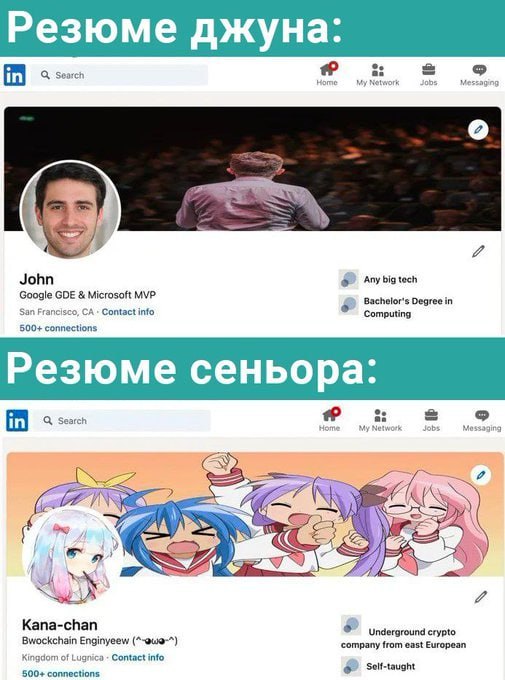 Резюме джуна:
in Search Home My Network Jobs Messaging
John
Google GDE & Microsoft MVP
San Francisco, CA · Contact info
500+ connections
Any big tech
Bachelor's Degree in
Computing
Резюме сеньора:
in Search Home My Network Jobs Messaging
Kana-chan
Bwockchain Enginyeew (^˵◕ω◕˵^)
Kingdom of Lugnica · Contact info
500+ connections
Underground crypto
company from east European
Self-taught